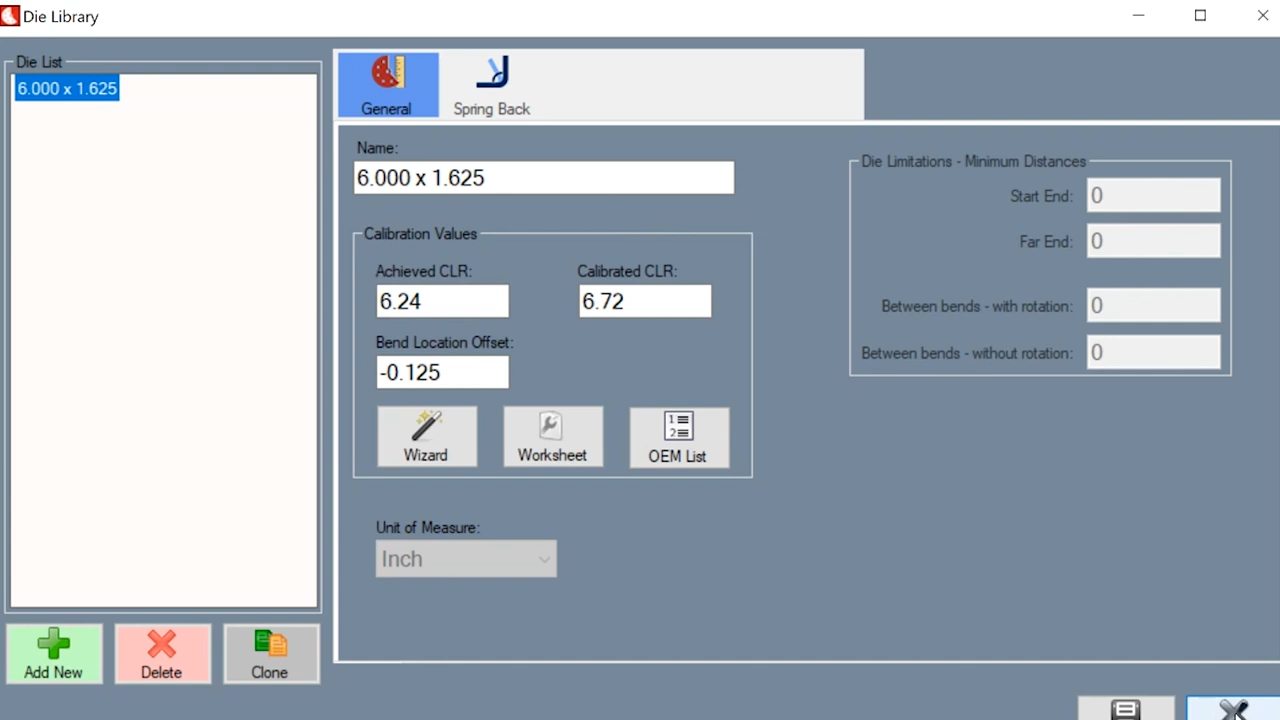 Die Library
Die List
6.000 x 1.625
Add New
Delete
Clone
General
Spring Back
Name:
6.000 x 1.625
Calibration Values
Achieved CLR:
Calibrated CLR:
6.24
6.72
Bend Location Offset:
-0.125
Wizard
Worksheet
OEM List
Unit of Measure:
Inch
Die Limitations - Minimum Distances
Start End:
0
Far End:
0
Between bends - with rotation:
0
Between bends - without rotation:
0